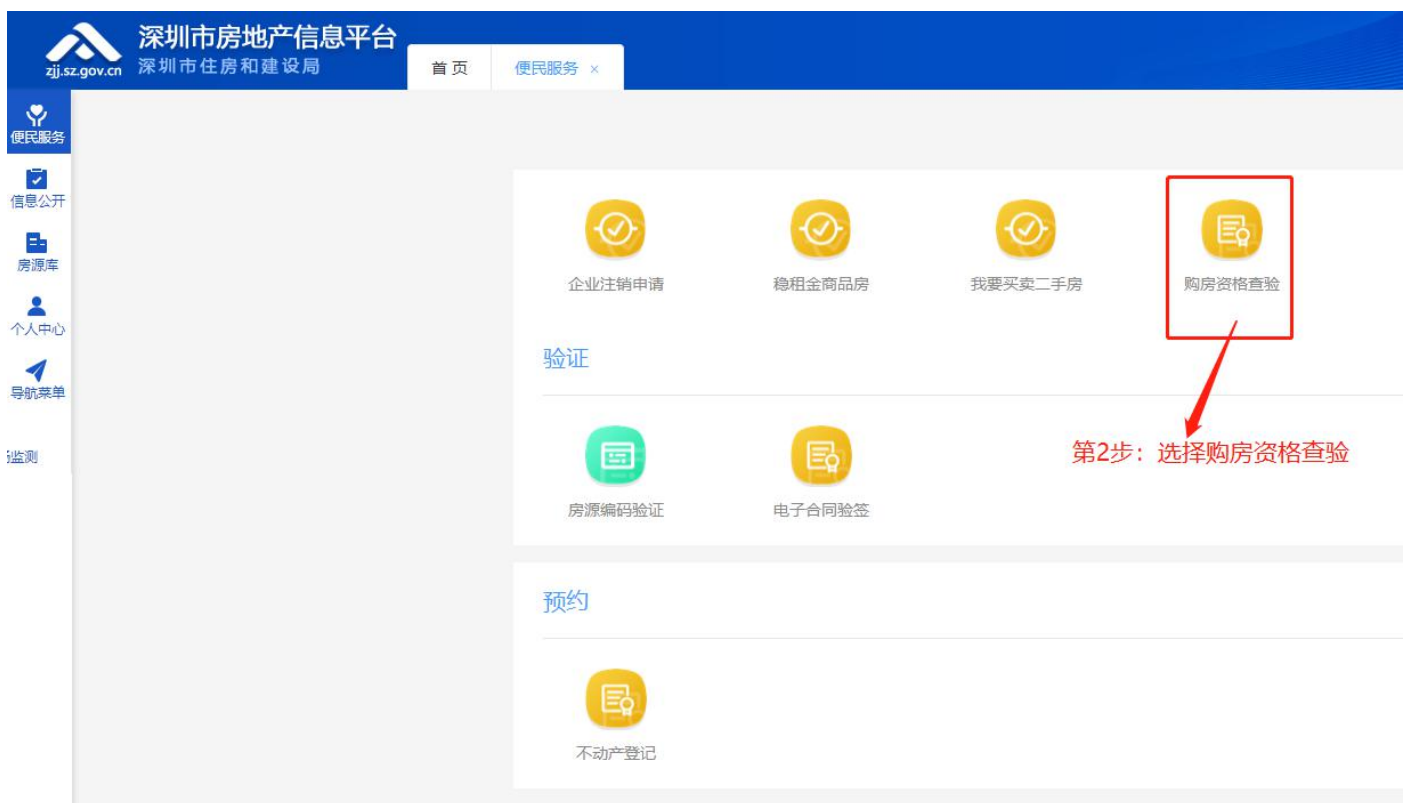 深圳市房地产信息平台
zjj.sz.gov.cn 深圳市住房和建设局
首页 便民服务 ×
便民服务
信息公开
房源库
个人中心
导航菜单
监测
企业注销申请 稳租金商品房 我要买卖二手房 购房资格查验
验证
第2步：选择购房资格查验
房源编码验证 电子合同验签
预约
不动产登记